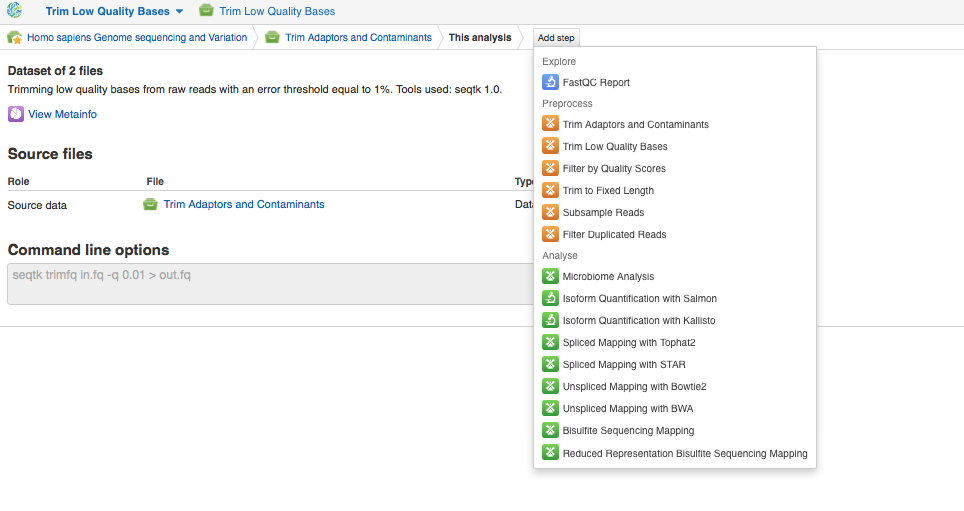 Trim Low Quality Bases Trim Low Quality Bases
Homo sapiens Genome sequencing and Variation Trim Adaptors and Contaminants This analysis Add step
Dataset of 2 files
Trimming low quality bases from raw reads with an error threshold equal to 1%. Tools used: seqtk 1.0.
View Metainfo
Source files
Role File Type
Source data Trim Adaptors and Contaminants Data
Command line options
seqtk trimfq in.fq -q 0.01 > out.fq
Explore
FastQC Report
Preprocess
Trim Adaptors and Contaminants
Trim Low Quality Bases
Filter by Quality Scores
Trim to Fixed Length
Subsample Reads
Filter Duplicated Reads
Analyse
Microbiome Analysis
Isoform Quantification with Salmon
Isoform Quantification with Kallisto
Spliced Mapping with Tophat2
Spliced Mapping with STAR
Unspliced Mapping with Bowtie2
Unspliced Mapping with BWA
Bisulfite Sequencing Mapping
Reduced Representation Bisulfite Sequencing Mapping